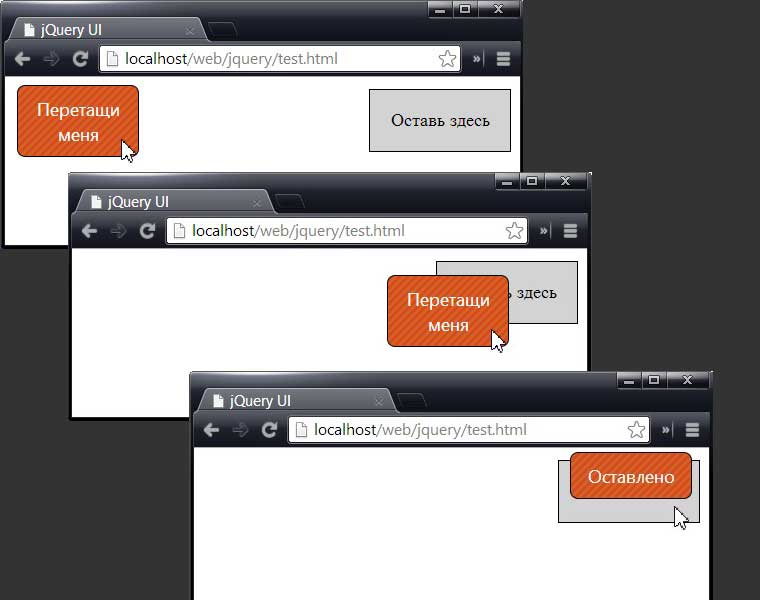 jQuery UI
localhost/web/jquery/test.html
Перетащи
меня
Оставь здесь
jQuery UI
localhost/web/jquery/test.html
Перетащи
меня
здесь
jQuery UI
localhost/web/jquery/test.html
Оставлено